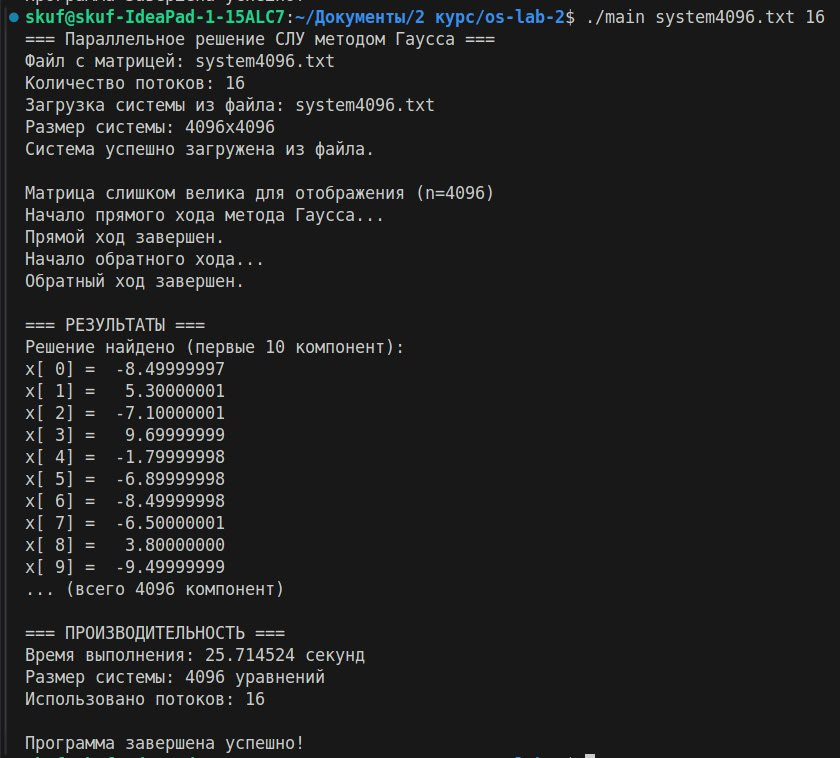 skuf@skuf-IdeaPad-1-15ALC7:~/Документы/2 курс/os-lab-2$ ./main system4096.txt 16
=== Параллельное решение СЛУ методом Гаусса ===
Файл с матрицей: system4096.txt
Количество потоков: 16
Загрузка системы из файла: system4096.txt
Размер системы: 4096x4096
Система успешно загружена из файла.

Матрица слишком велика для отображения (n=4096)
Начало прямого хода метода Гаусса...
Прямой ход завершен.
Начало обратного хода...
Обратный ход завершен.

=== РЕЗУЛЬТАТЫ ===
Решение найдено (первые 10 компонент):
x[ 0] =  -8.49999997
x[ 1] =   5.30000001
x[ 2] =  -7.10000001
x[ 3] =   9.69999999
x[ 4] =  -1.79999998
x[ 5] =  -6.89999998
x[ 6] =  -8.49999998
x[ 7] =  -6.50000001
x[ 8] =   3.80000000
x[ 9] =  -9.49999999
... (всего 4096 компонент)

=== ПРОИЗВОДИТЕЛЬНОСТЬ ===
Время выполнения: 25.714524 секунд
Размер системы: 4096 уравнений
Использовано потоков: 16

Программа завершена успешно!